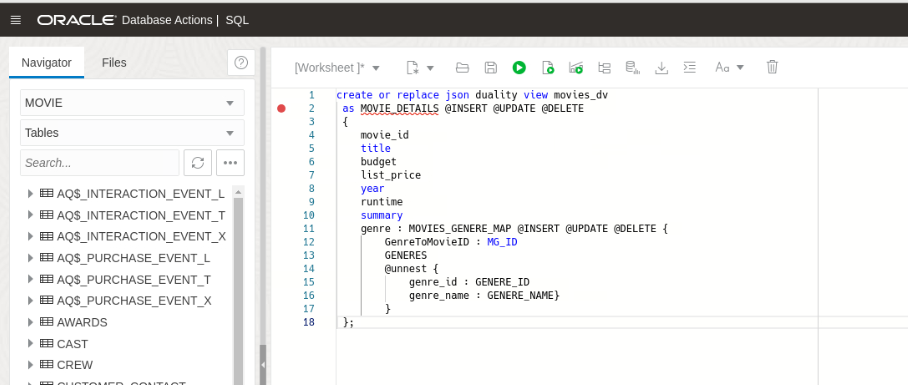 ORACLE Database Actions | SQL
Navigator Files
[Worksheet ]*
Aa
MOVIE
Tables
Search...
AQ$_INTERACTION_EVENT_L
AQ$_INTERACTION_EVENT_T
AQ$_INTERACTION_EVENT_X
AQ$_PURCHASE_EVENT_L
AQ$_PURCHASE_EVENT_T
AQ$_PURCHASE_EVENT_X
AWARDS
CAST
CREW
CUSTOMER_CONTACT
1 create or replace json duality view movies_dv
2 as MOVIE_DETAILS @INSERT @UPDATE @DELETE
3 {
4 movie_id
5 title
6 budget
7 list_price
8 year
9 runtime
10 summary
11 genre : MOVIES_GENERE_MAP @INSERT @UPDATE @DELETE {
12 GenreToMovieID : MG_ID
13 GENERES
14 @unnest {
15 genre_id : GENERE_ID
16 genre_name : GENERE_NAME}
17 }
18 };